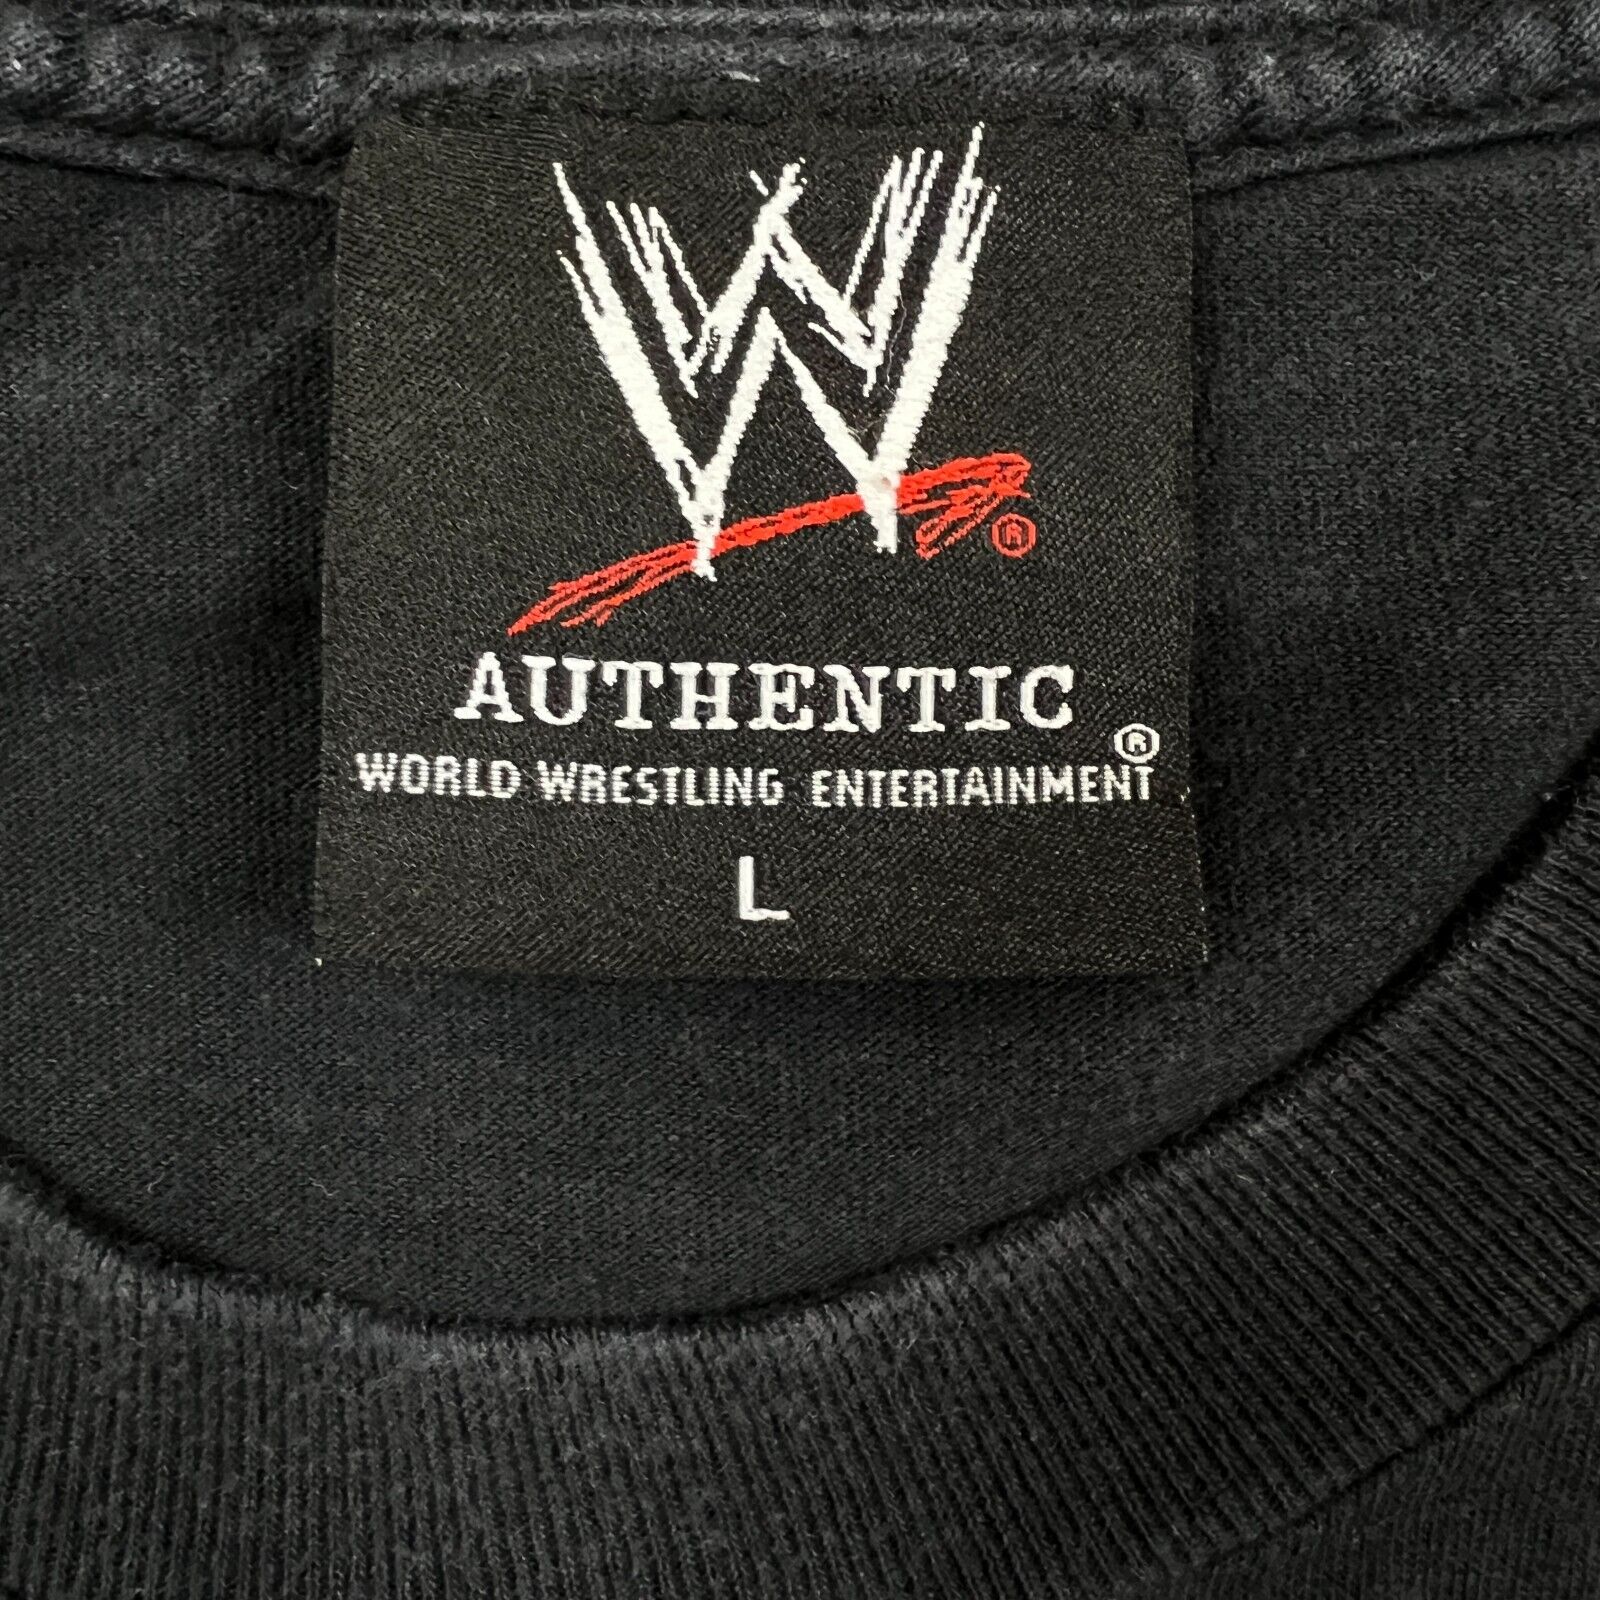 W
®
AUTHENTIC
WORLD WRESTLING ENTERTAINMENT®
L